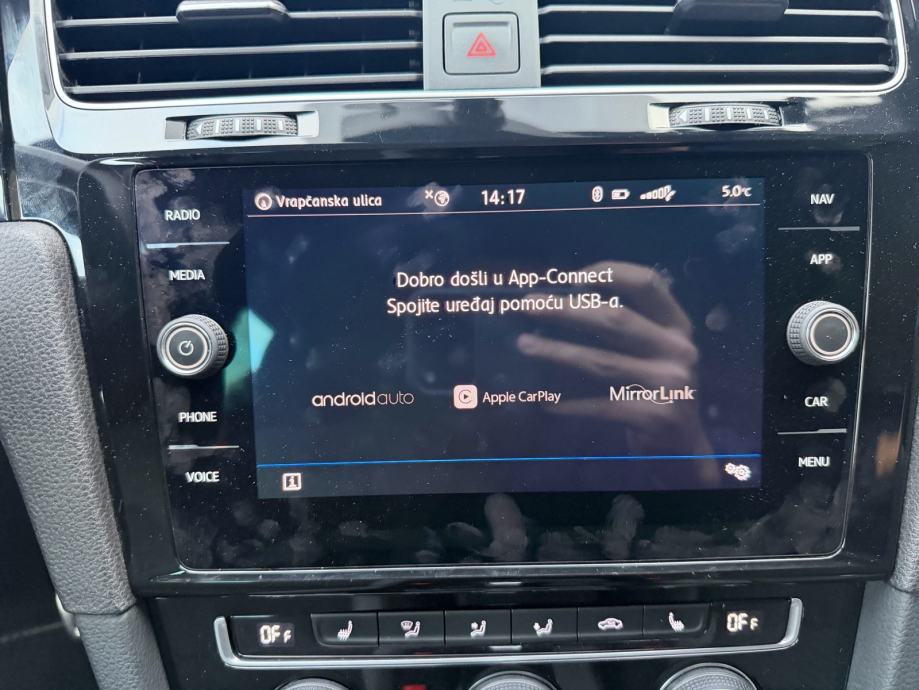 Vrapčanska ulica 14:17 5.0°C
RADIO
NAV
MEDIA
APP
Dobro došli u App-Connect
Spojite uređaj pomoću USB-a.
androidauto Apple CarPlay MirrorLink
PHONE
CAR
VOICE
MENU
OFF
OFF